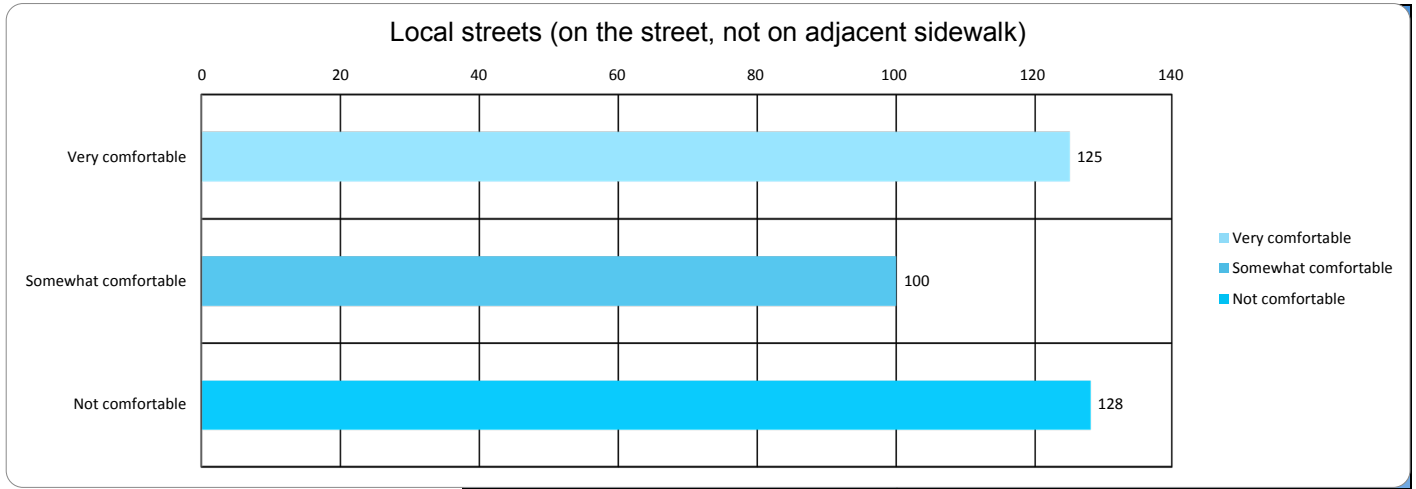 Local streets (on the street, not on adjacent sidewalk)
0 20 40 60 80 100 120 140
Very comfortable 125
Somewhat comfortable 100
Not comfortable 128
Very comfortable
Somewhat comfortable
Not comfortable